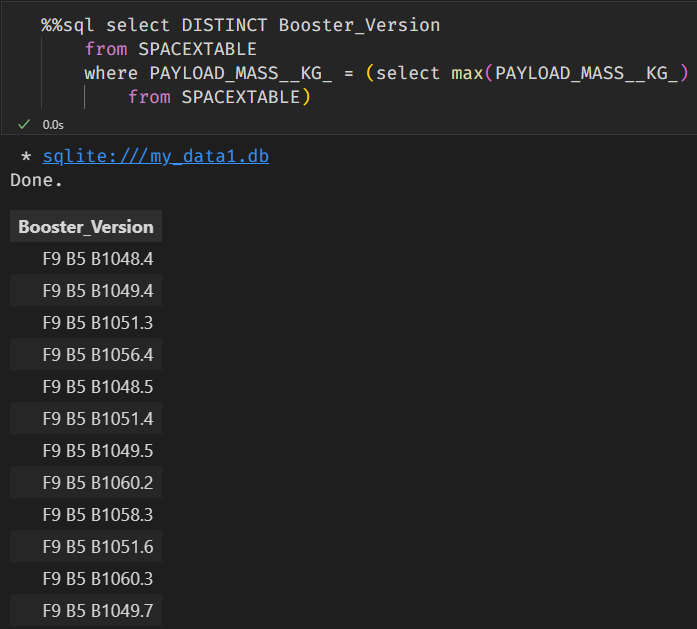 %%sql select DISTINCT Booster_Version
from SPACEXTABLE
where PAYLOAD_MASS__KG_ = (select max(PAYLOAD_MASS__KG_)
from SPACEXTABLE)
✓ 0.0s
* sqlite:///my_data1.db
Done.
Booster_Version
F9 B5 B1048.4
F9 B5 B1049.4
F9 B5 B1051.3
F9 B5 B1056.4
F9 B5 B1048.5
F9 B5 B1051.4
F9 B5 B1049.5
F9 B5 B1060.2
F9 B5 B1058.3
F9 B5 B1051.6
F9 B5 B1060.3
F9 B5 B1049.7